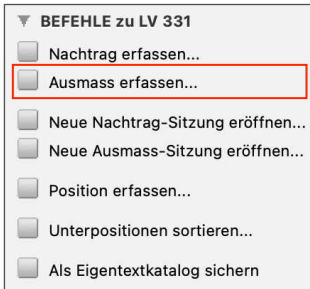 BEFEHLE zu LV 331
Nachtrag erfassen...
Ausmass erfassen...
Neue Nachtrag-Sitzung eröffnen...
Neue Ausmass-Sitzung eröffnen...
Position erfassen...
Unterpositionen sortieren...
Als Eigentextkatalog sichern